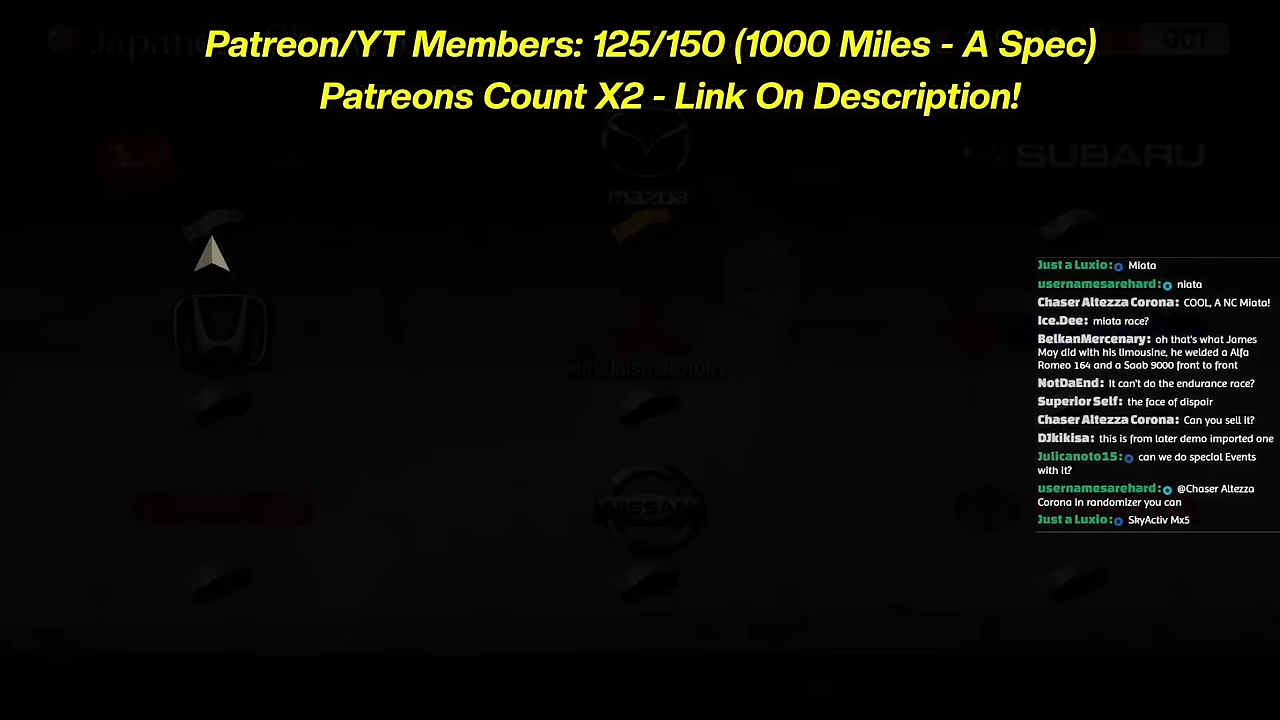 Patreon/YT Members: 125/150 (1000 Miles - A Spec)
OCT
Patreons Count X2 - Link On Description!
SUBARU
mazda
Just a Luxio: Miata
usernamesarehard: niata
Chaser Altezza Corona: COOL, A NC Miata!
Ice.Dee: miata race?
BelkanMercenary: oh that's what James
May did with his limousine, he welded a Alfa
Romeo 164 and a Saab 9000 front to front
MITSUBISHI MOTORS
NotDaEnd: It can't do the endurance race?
Superior Self: the face of dispair
Chaser Altezza Corona: Can you sell it?
DJkikisa: this is from later demo imported one
Julicanoto15: can we do special Events
with it?
usernamesarehard: @Chaser Altezza
Corona in randomizer you can
NISSAN
Just a Luxio: SkyActiv Mx5